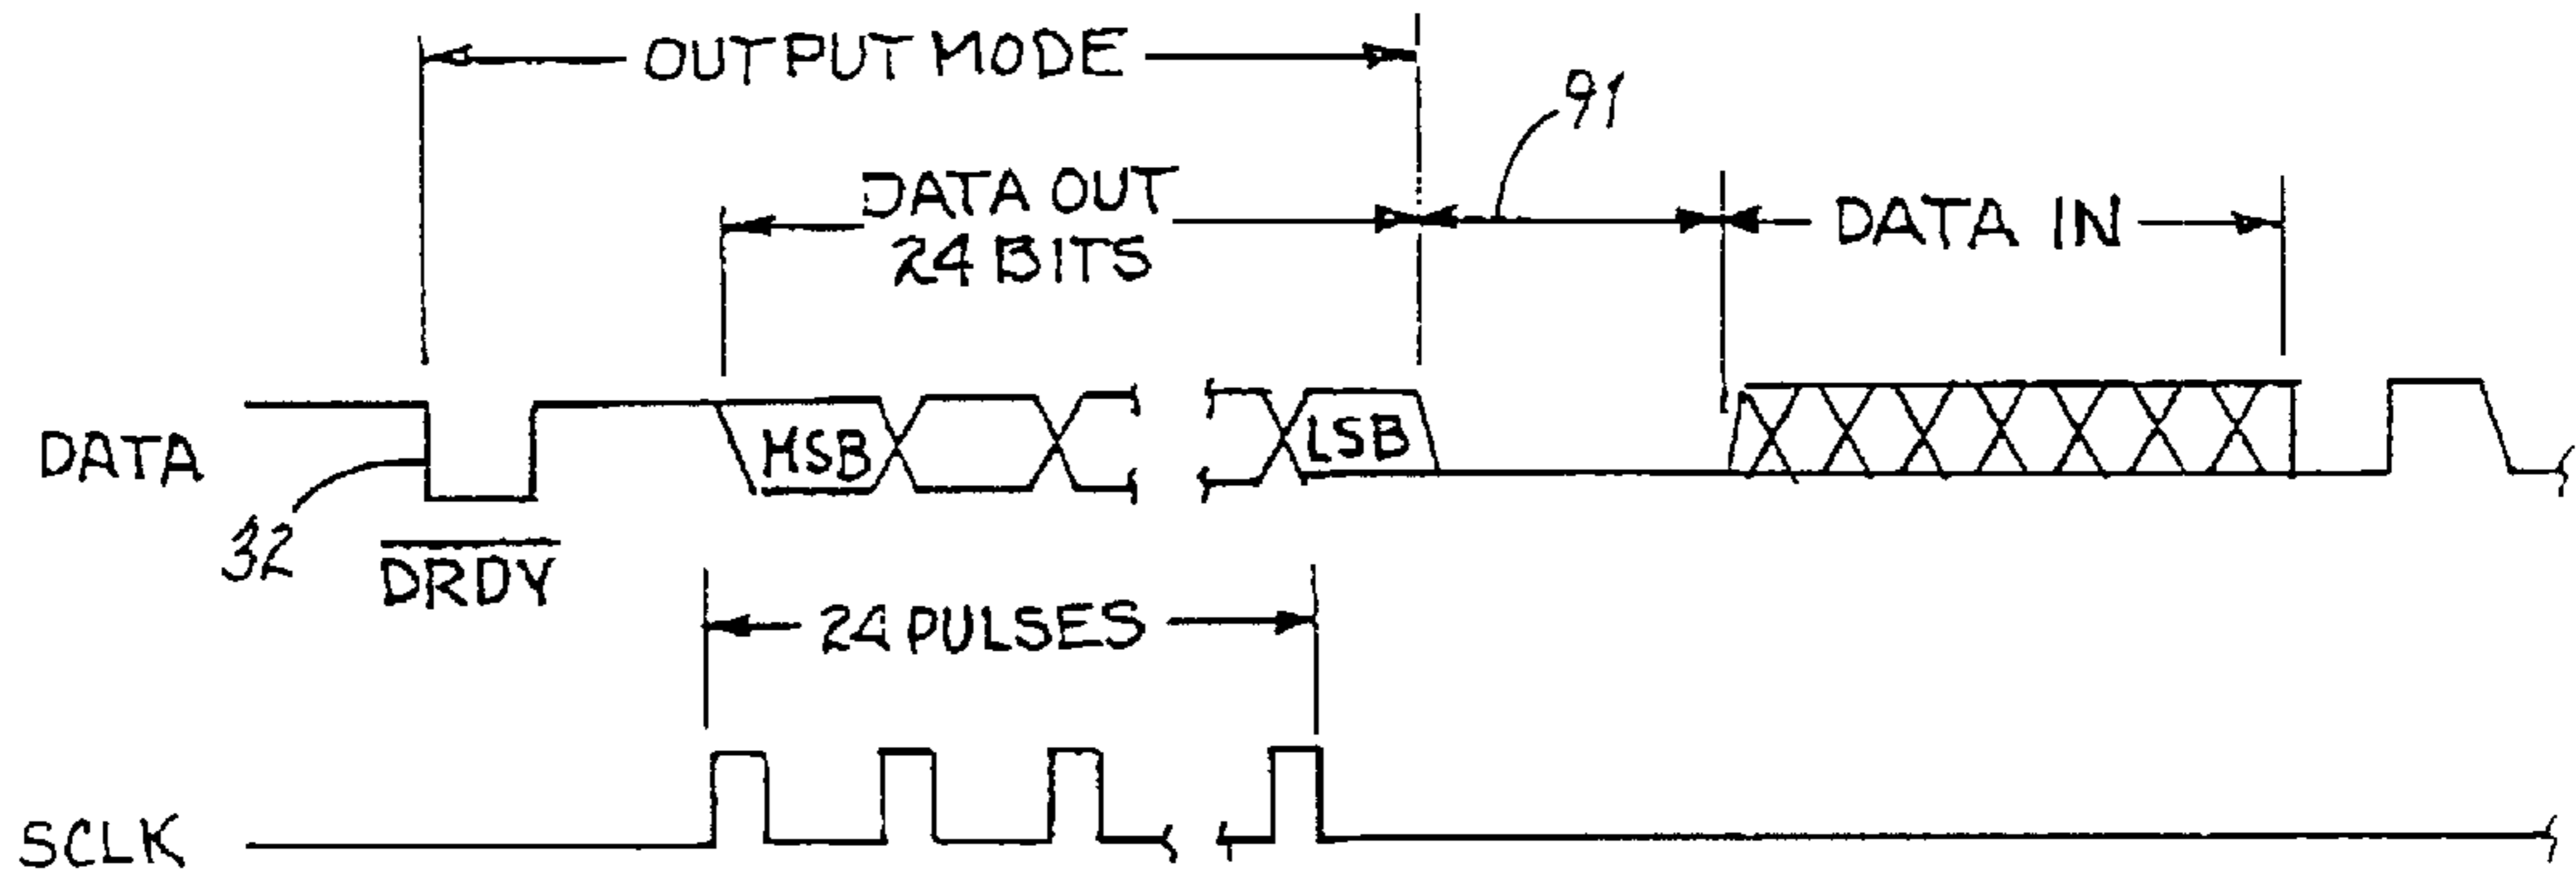 OUTPUT MODE
91
DATA OUT
24 BITS
DATA IN
DATA
MSB
LSB
32
DRDY
24 PULSES
SCLK